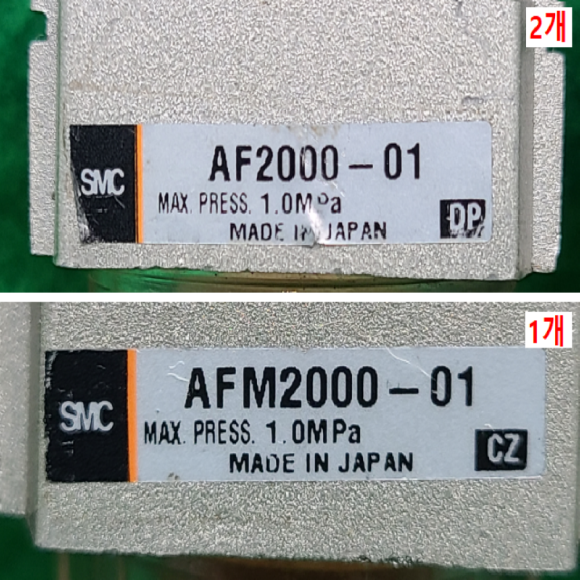 2개
SMC
AF2000-01
MAX. PRESS. 1.0MPa
MADE IN JAPAN
DP
1개
SMC
AFM2000-01
MAX. PRESS. 1.0MPa
MADE IN JAPAN
CZ